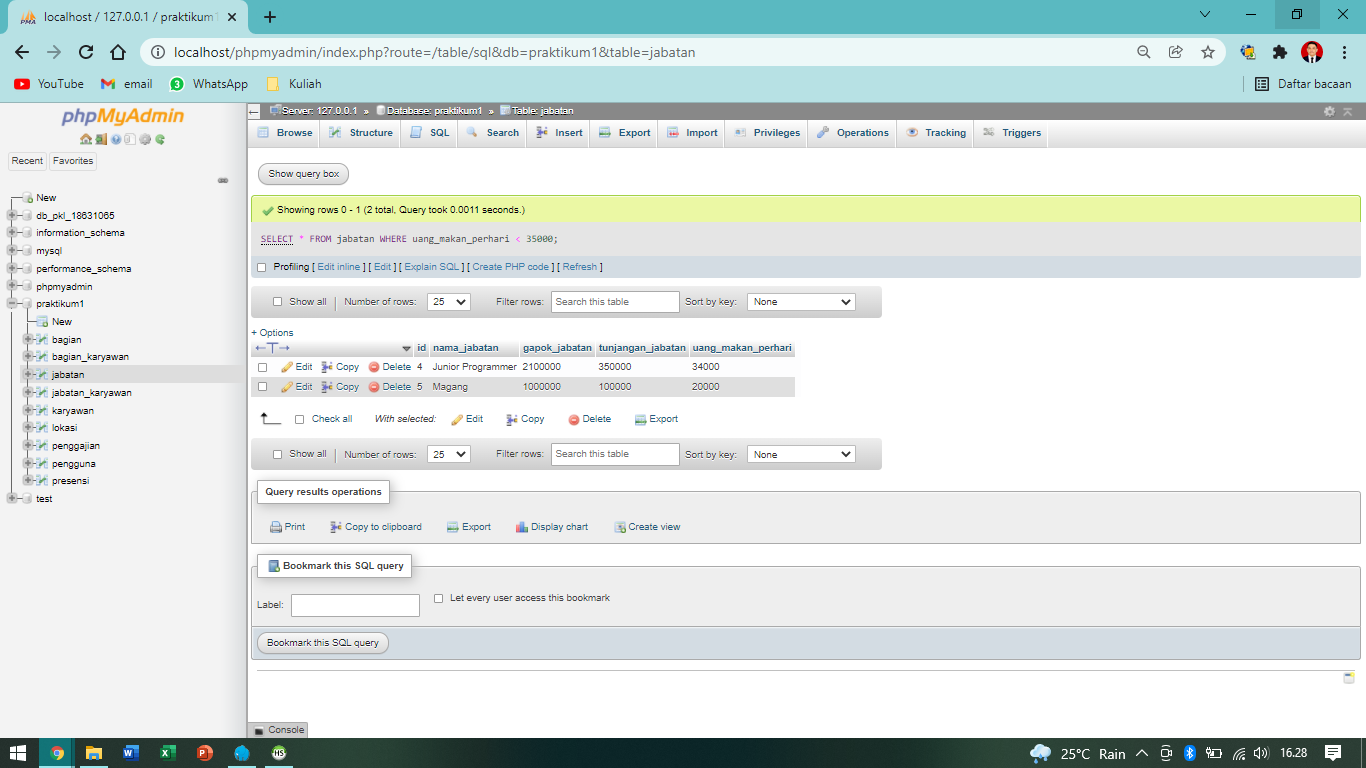 localhost / 127.0.0.1 / praktikum1
localhost/phpmyadmin/index.php?route=/table/sql&db=praktikum1&table=jabatan
YouTube email 3 WhatsApp Kuliah Daftar bacaan
phpMyAdmin
Recent Favorites
New
db_pkl_18631065
information_schema
mysql
performance_schema
phpmyadmin
praktikum1
New
bagian
bagian_karyawan
jabatan
jabatan_karyawan
karyawan
lokasi
penggajian
pengguna
presensi
test
Server: 127.0.0.1 » Database: praktikum1 » Table: jabatan
Browse Structure SQL Search Insert Export Import Privileges Operations Tracking Triggers
Show query box
Showing rows 0 - 1 (2 total, Query took 0.0011 seconds.)
SELECT * FROM jabatan WHERE uang_makan_perhari < 35000;
Profiling [ Edit inline ] [ Edit ] [ Explain SQL ] [ Create PHP code ] [ Refresh ]
Show all Number of rows: 25 Filter rows: Search this table Sort by key: None
+ Options
←T→ id nama_jabatan gapok_jabatan tunjangan_jabatan uang_makan_perhari
Edit Copy Delete 4 Junior Programmer 2100000 350000 34000
Edit Copy Delete 5 Magang 1000000 100000 20000
Check all With selected: Edit Copy Delete Export
Show all Number of rows: 25 Filter rows: Search this table Sort by key: None
Query results operations
Print Copy to clipboard Export Display chart Create view
Bookmark this SQL query
Label: Let every user access this bookmark
Bookmark this SQL query
Console
25°C Rain 16.28